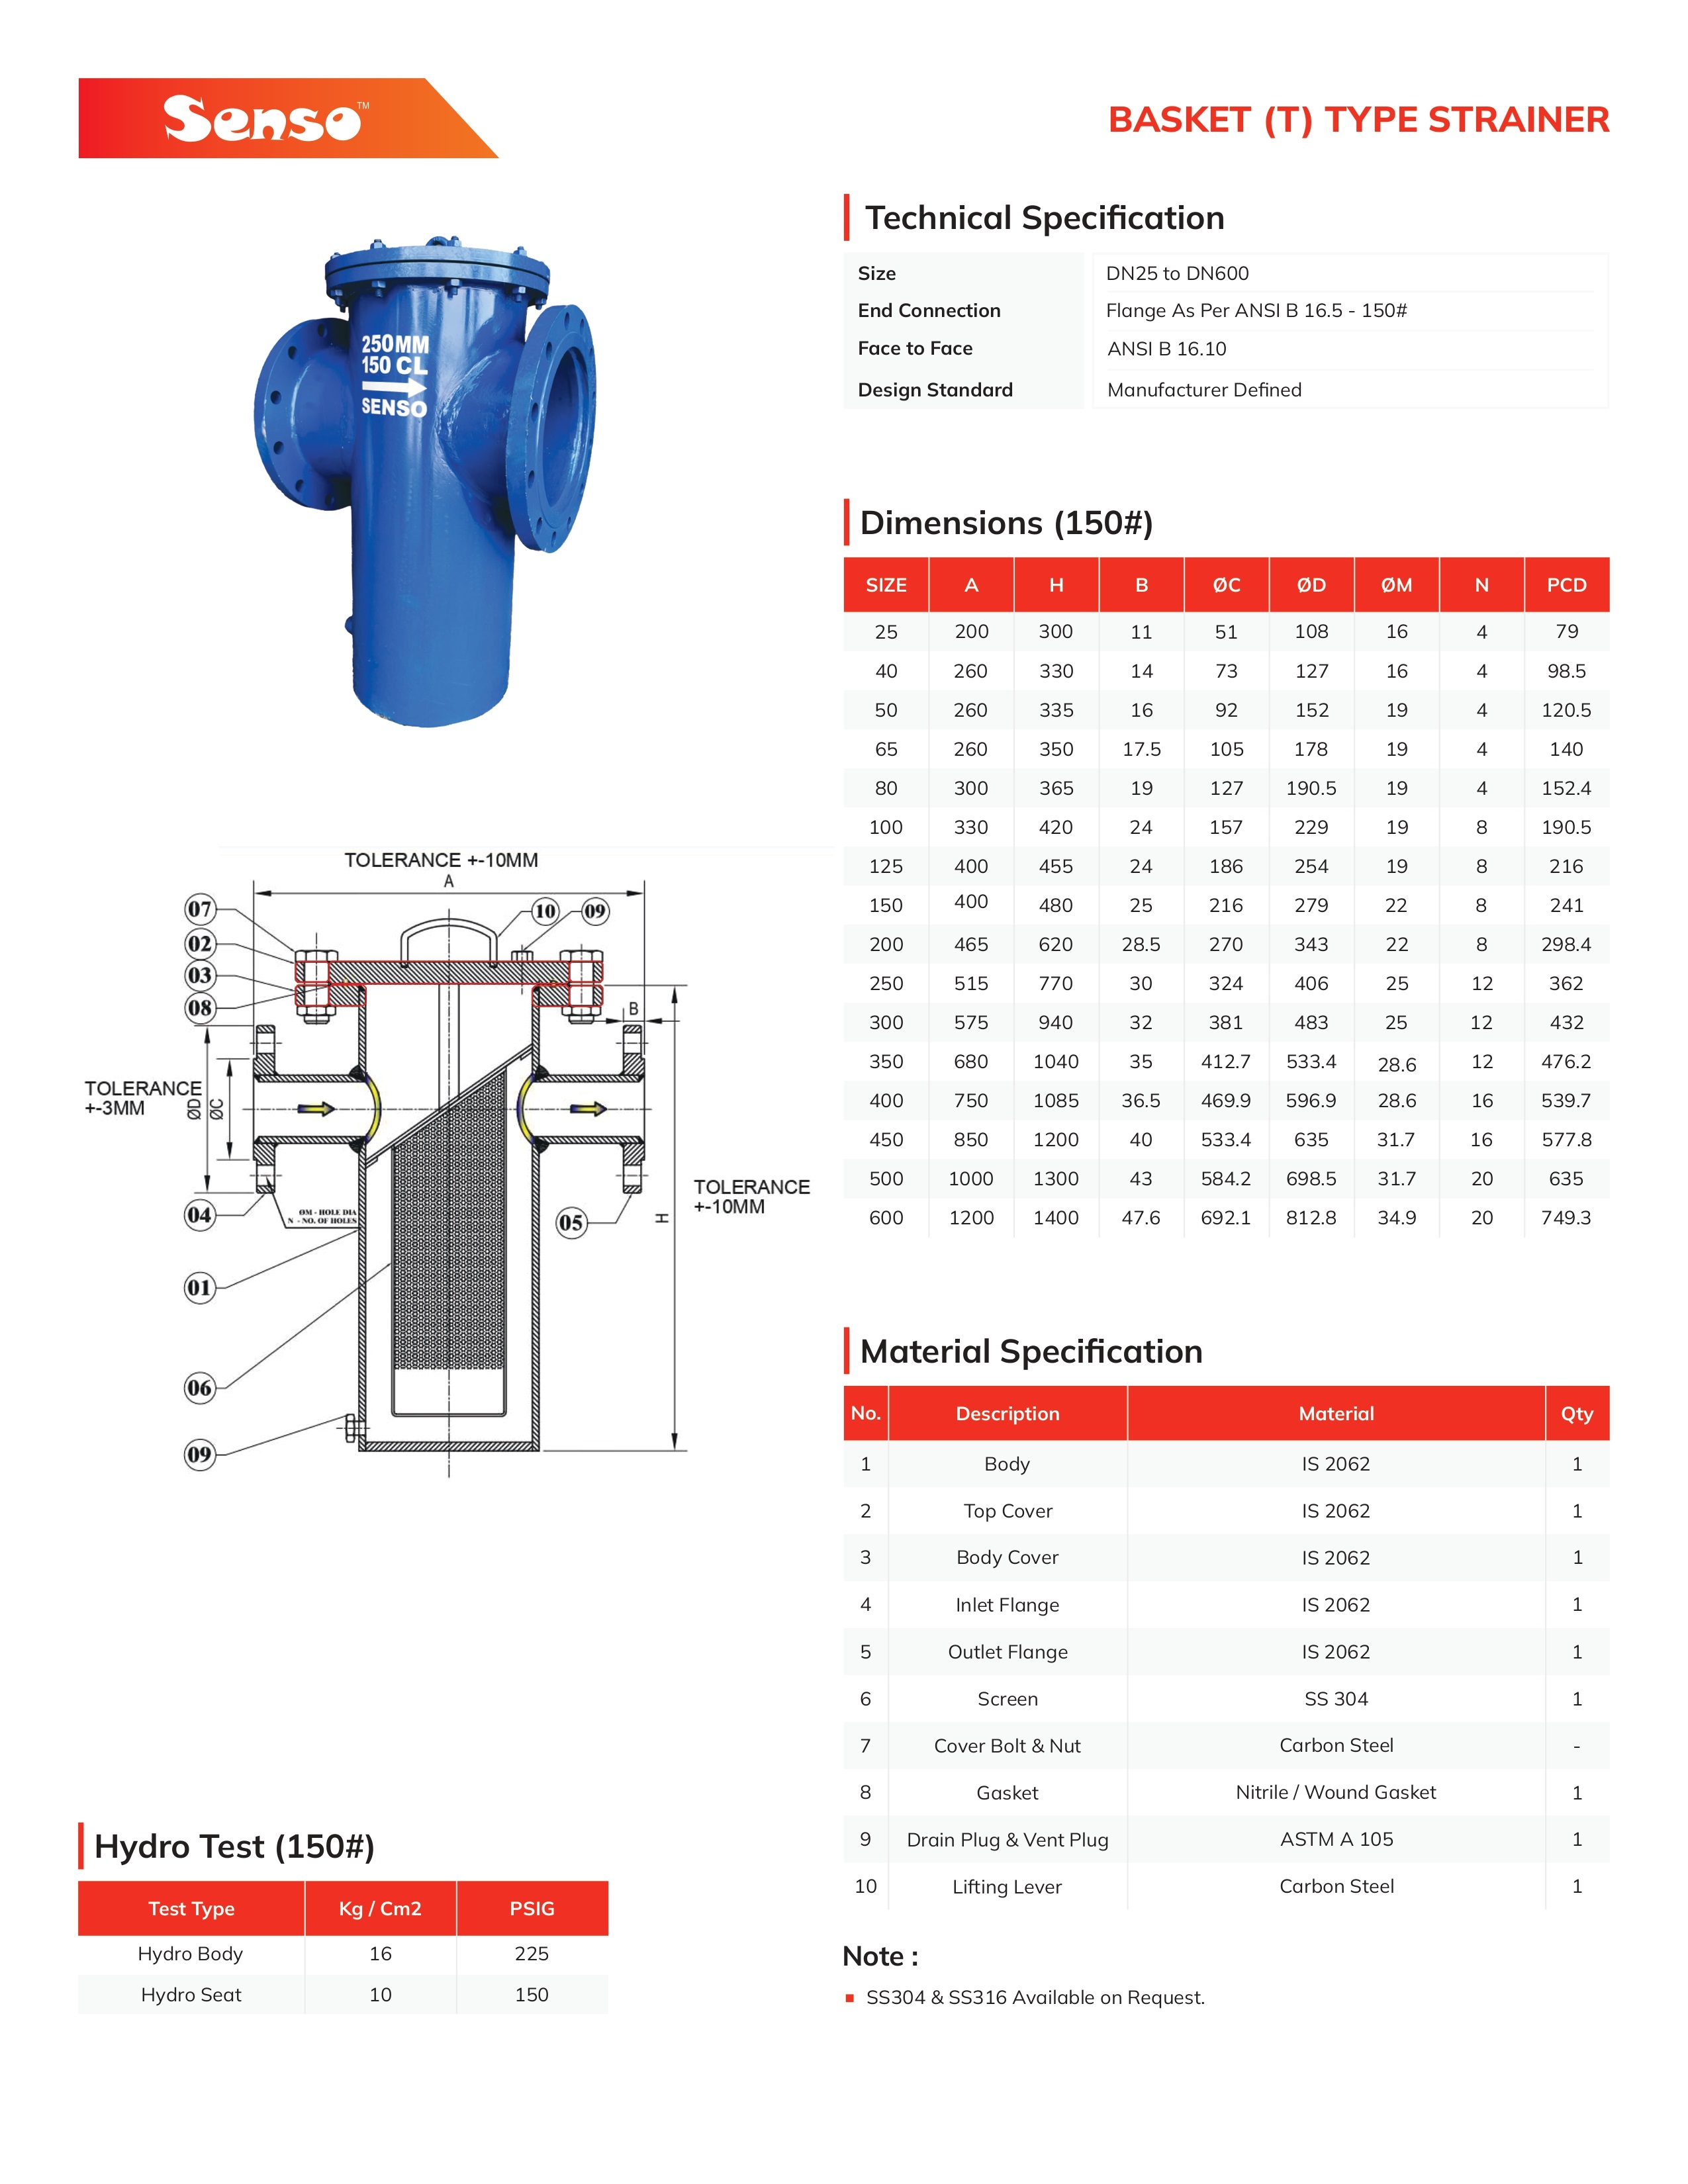 Senso™
BASKET (T) TYPE STRAINER
250MM
150 CL
SENSO
Technical Specification
Size DN25 to DN600
End Connection Flange As Per ANSI B 16.5 - 150#
Face to Face ANSI B 16.10
Design Standard Manufacturer Defined
Dimensions (150#)
SIZE A H B ØC ØD ØM N PCD
25 200 300 11 51 108 16 4 79
40 260 330 14 73 127 16 4 98.5
50 260 335 16 92 152 19 4 120.5
65 260 350 17.5 105 178 19 4 140
80 300 365 19 127 190.5 19 4 152.4
100 330 420 24 157 229 19 8 190.5
125 400 455 24 186 254 19 8 216
150 400 480 25 216 279 22 8 241
200 465 620 28.5 270 343 22 8 298.4
250 515 770 30 324 406 25 12 362
300 575 940 32 381 483 25 12 432
350 680 1040 35 412.7 533.4 28.6 12 476.2
400 750 1085 36.5 469.9 596.9 28.6 16 539.7
450 850 1200 40 533.4 635 31.7 16 577.8
500 1000 1300 43 584.2 698.5 31.7 20 635
600 1200 1400 47.6 692.1 812.8 34.9 20 749.3
TOLERANCE +-10MM
A
07
10
09
02
03
08
B
TOLERANCE
+-3MM
ØD
ØC
TOLERANCE
+-10MM
H
04
ØM - HOLE DIA
N - NO. OF HOLES
05
01
06
09
Material Specification
No. Description Material Qty
1 Body IS 2062 1
2 Top Cover IS 2062 1
3 Body Cover IS 2062 1
4 Inlet Flange IS 2062 1
5 Outlet Flange IS 2062 1
6 Screen SS 304 1
7 Cover Bolt & Nut Carbon Steel -
8 Gasket Nitrile / Wound Gasket 1
9 Drain Plug & Vent Plug ASTM A 105 1
10 Lifting Lever Carbon Steel 1
Hydro Test (150#)
Test Type Kg / Cm2 PSIG
Hydro Body 16 225
Hydro Seat 10 150
Note :
SS304 & SS316 Available on Request.